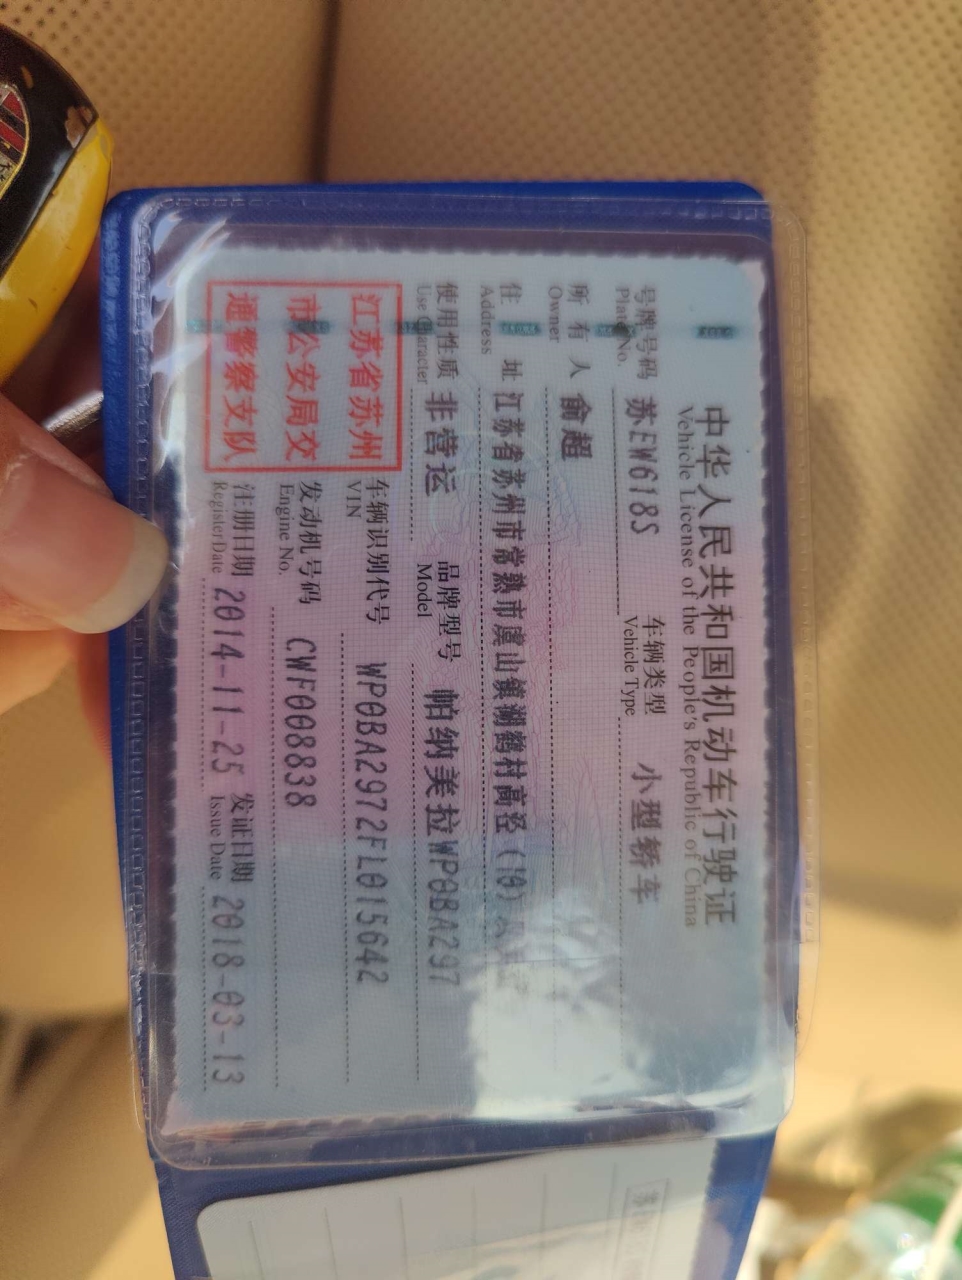 中华人民共和国机动车行驶证
Vehicle License of the People's Republic of China
号牌号码 苏EW618S 车辆类型 小型轿车
Plate No. Vehicle Type
所有人 俞超
Owner
住址 江苏省苏州市常熟市虞山镇湖鹤村高径(10)
Address
使用性质 非营运 品牌型号 帕纳美拉WP0BA297
Use Character Model
江苏省苏州
市公安局交
通警察支队
车辆识别代号 WP0BA2972FL015642
VIN
发动机号码 CWF008838
Engine No.
注册日期 2014-11-25 发证日期 2018-03-13
Register Date Issue Date